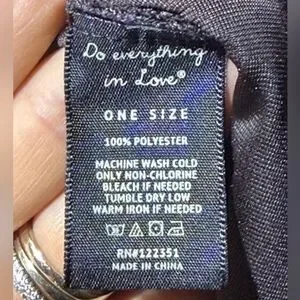 Do everything
in Love®
ONE SIZE
100% POLYESTER
MACHINE WASH COLD
ONLY NON-CHLORINE
BLEACH IF NEEDED
TUMBLE DRY LOW
WARM IRON IF NEEDED
RN#122351
MADE IN CHINA